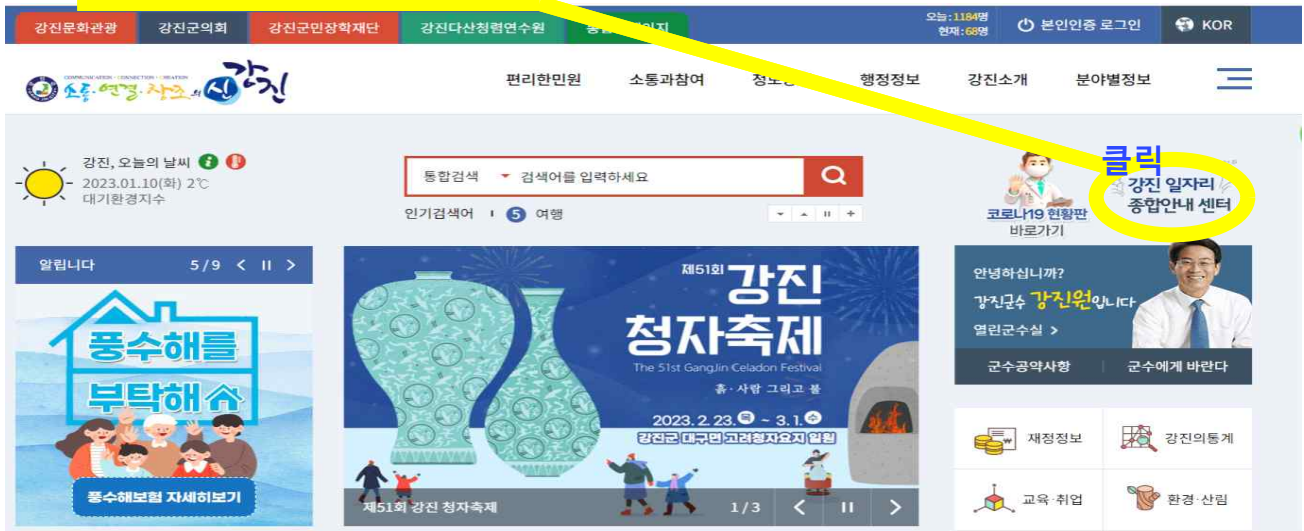 강진문화관광 강진군의회 강진군민장학재단 강진다산청렴연수원
오늘:1184명
현재:68명
본인인증 로그인 KOR
COMMUNICATION · CONNECTION · CREATION
소통·연결·창조의 신강진
편리한민원 소통과참여 행정정보 강진소개 분야별정보
강진, 오늘의 날씨
2023.01.10(화) 2℃
대기환경지수
통합검색 검색어를 입력하세요
인기검색어 5 여행
클릭
코로나19 현황판
바로가기
강진 일자리
종합안내 센터
알립니다 5/9
풍수해를
부탁해
풍수해보험 자세히보기
제51회 강진
청자축제
The 51st GangJin Celadon Festival
흙·사람 그리고 불
2023.2.23.목 ~ 3.1.수
강진군 대구면 고려청자요지 일원
제51회 강진 청자축제 1/3
안녕하십니까?
강진군수 강진원입니다
열린군수실 >
군수공약사항 군수에게 바란다
재정정보 강진의통계
교육·취업 환경·산림